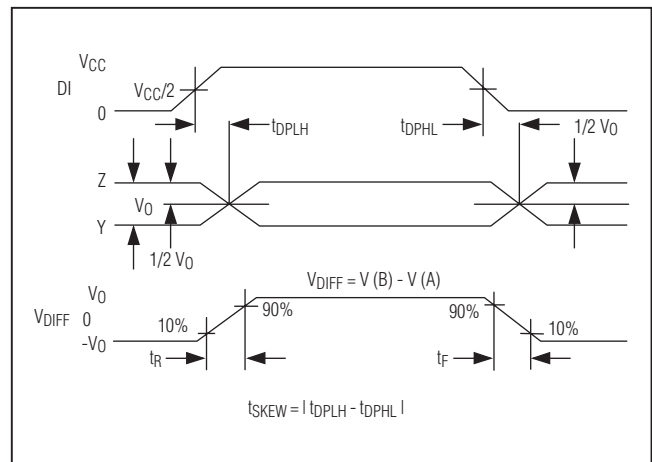 VCC
DI
VCC/2
0
tDPLH
tDPHL
1/2 VO
Z
VO
Y
1/2 VO
VDIFF = V (B) - V (A)
VO
VDIFF 0
-VO
10%
90%
90%
10%
tR
tF
tSKEW = | tDPLH - tDPHL |